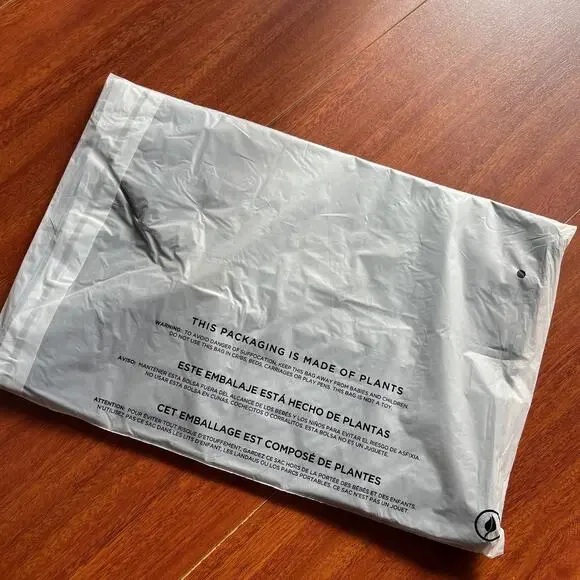 THIS PACKAGING IS MADE OF PLANTS
WARNING: TO AVOID DANGER OF SUFFOCATION, KEEP THIS BAG AWAY FROM BABIES AND CHILDREN.
DO NOT USE THIS BAG IN CRIBS, BEDS, CARRIAGES OR PLAY PENS. THIS BAG IS NOT A TOY.
ESTE EMBALAJE ESTÁ HECHO DE PLANTAS
AVISO: MANTENER ESTA BOLSA FUERA DEL ALCANCE DE LOS BEBÉS Y LOS NIÑOS PARA EVITAR EL RIESGO DE ASFIXIA.
NO USAR ESTA BOLSA EN CUNAS, COCHECITOS O CORRALITOS. ESTA BOLSA NO ES UN JUGUETE.
CET EMBALLAGE EST COMPOSÉ DE PLANTES
ATTENTION: POUR ÉVITER TOUT RISQUE D'ÉTOUFFEMENT, GARDEZ CE SAC HORS DE LA PORTÉE DES BÉBÉS ET DES ENFANTS.
N'UTILISEZ PAS CE SAC DANS LES LITS D'ENFANT, LES LANDAUS OU LOS PARCS PORTABLES. CE SAC N'EST PAS UN JOUET.